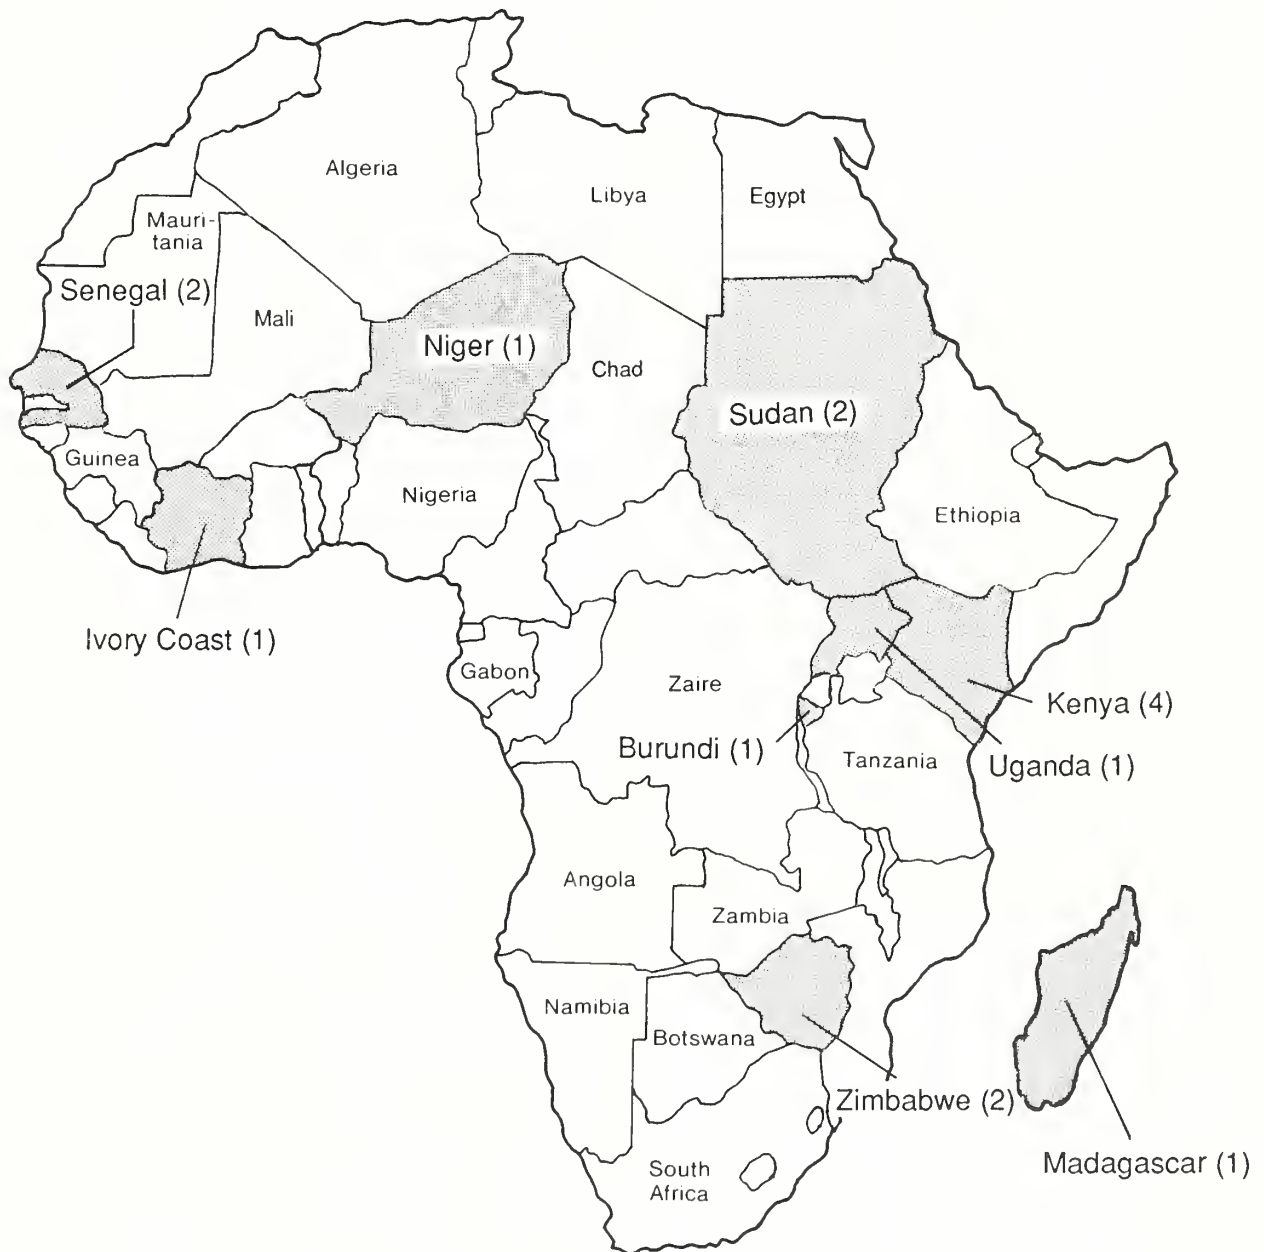 Algeria
Libya
Egypt
Mauri-
tania
Senegal (2)
Mali
Niger (1)
Chad
Sudan (2)
Guinea
Nigeria
Ethiopia
Ivory Coast (1)
Gabon
Zaire
Kenya (4)
Burundi (1)
Tanzania
Uganda (1)
Angola
Zambia
Namibia
Botswana
Zimbabwe (2)
Madagascar (1)
South
Africa